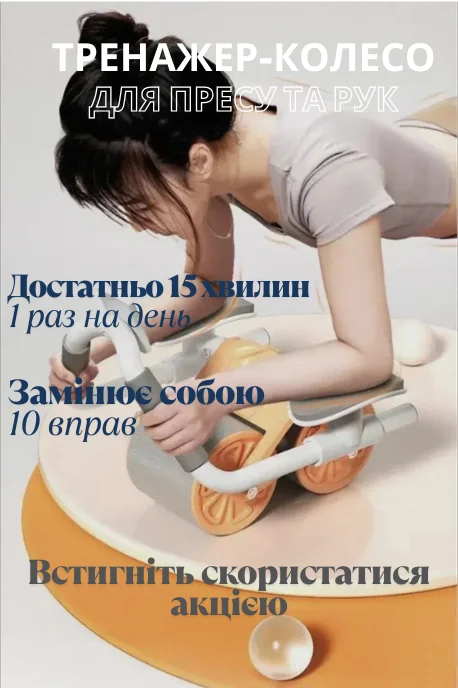 ТРЕНАЖЕР-КОЛЕСО
ДЛЯ ПРЕСУ ТА РУК
Достатньо 15 хвилин
1 раз на день
Замінює собою
10 вправ
Встигніть скористатися
акцією